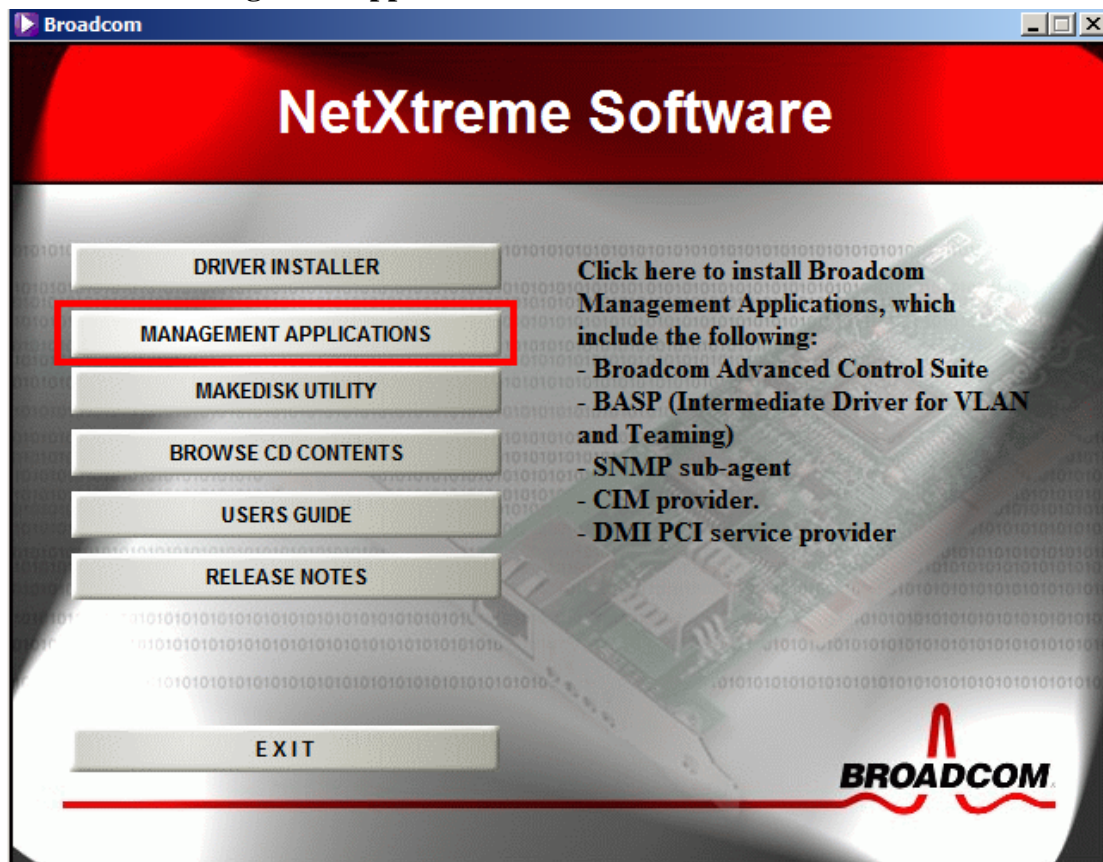 Broadcom
NetXtreme Software
DRIVER INSTALLER
MANAGEMENT APPLICATIONS
MAKEDISK UTILITY
BROWSE CD CONTENTS
USERS GUIDE
RELEASE NOTES
EXIT
Click here to install Broadcom
Management Applications, which
include the following:
- Broadcom Advanced Control Suite
- BASP (Intermediate Driver for VLAN
and Teaming)
- SNMP sub-agent
- CIM provider.
- DMI PCI service provider
BROADCOM